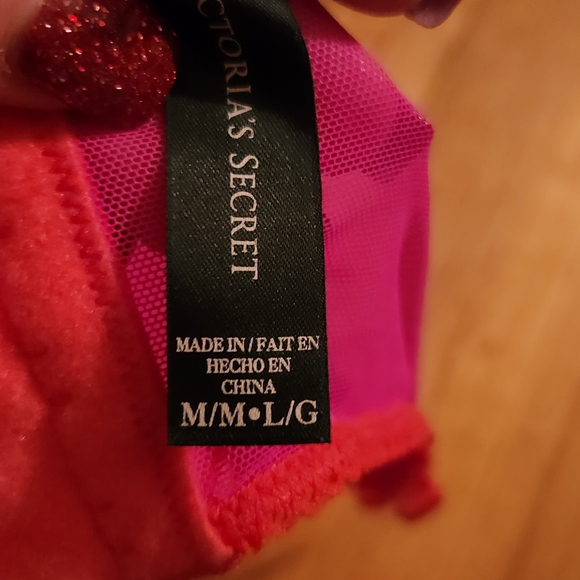 CTORIA'S SECRET
MADE IN / FAIT EN
HECHO EN
CHINA
M/M•L/G